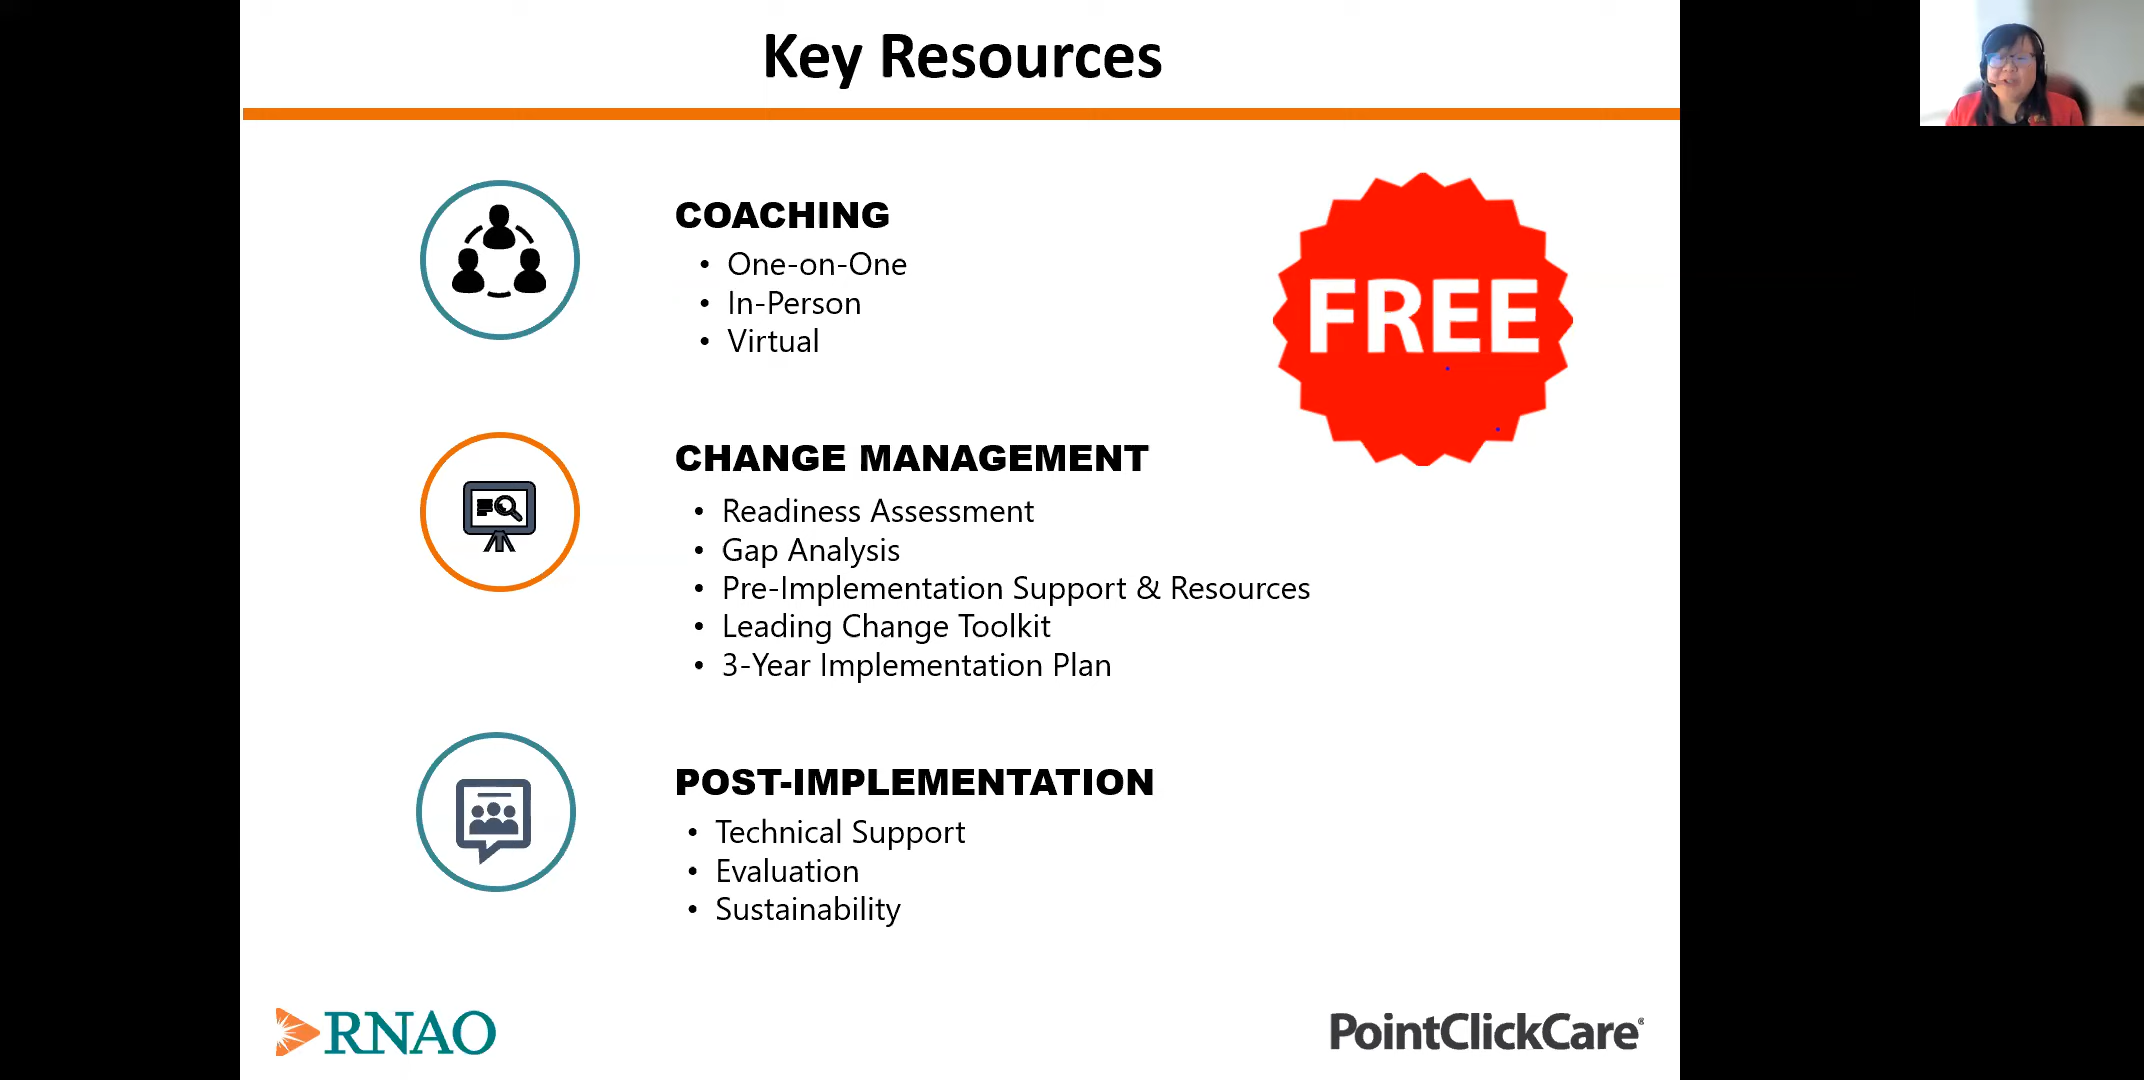 Key Resources
COACHING
• One-on-One
• In-Person
• Virtual
FREE
CHANGE MANAGEMENT
• Readiness Assessment
• Gap Analysis
• Pre-Implementation Support & Resources
• Leading Change Toolkit
• 3-Year Implementation Plan
POST-IMPLEMENTATION
• Technical Support
• Evaluation
• Sustainability
RNAO
PointClickCare®